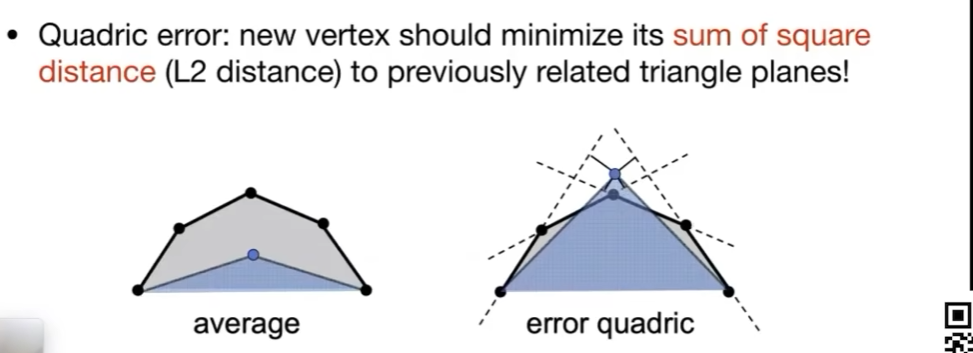 • Quadric error: new vertex should minimize its sum of square
distance (L2 distance) to previously related triangle planes!
average
error quadric